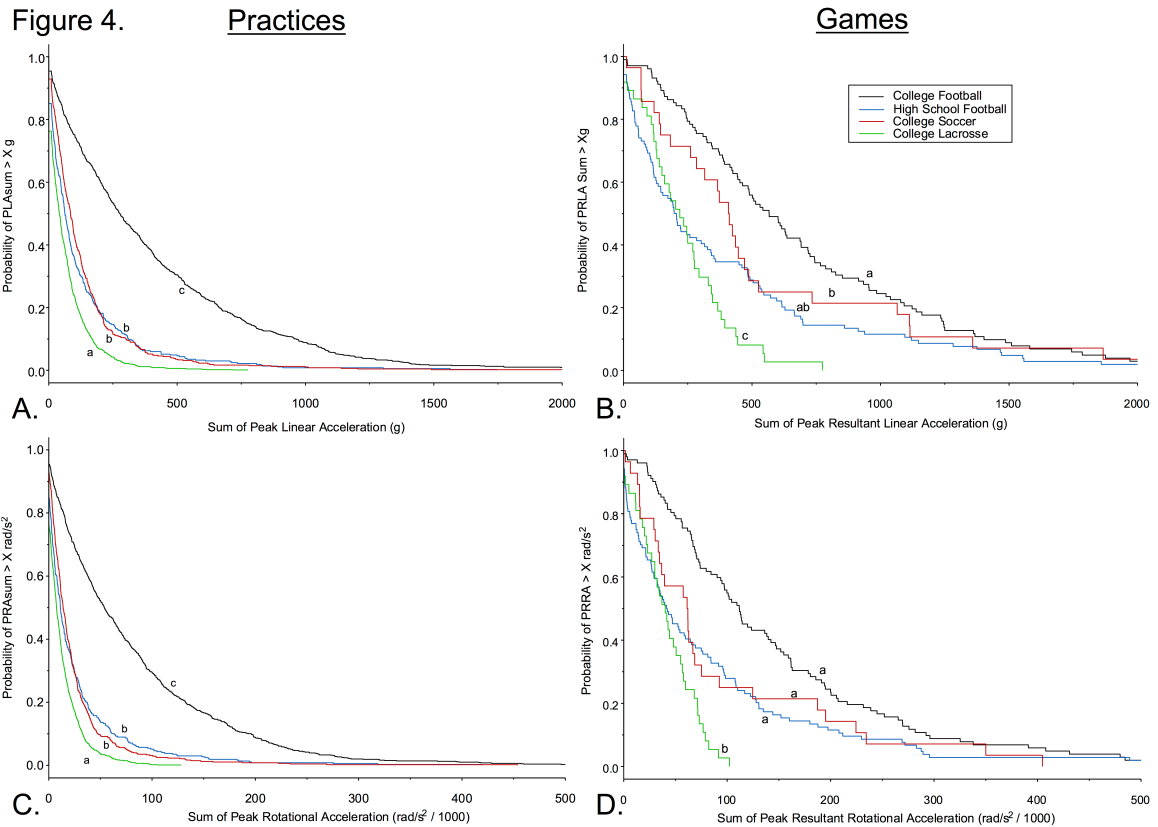 Figure 4.
Practices
Games
1.0
0.8
0.6
0.4
0.2
0.0
Probability of PLAsum > X g
c
b
b
a
0
500
1000
1500
2000
A.
Sum of Peak Linear Acceleration (g)
1.0
0.8
0.6
0.4
0.2
0.0
Probability of PRLA Sum > Xg
College Football
High School Football
College Soccer
College Lacrosse
a
b
ab
c
0
500
1000
1500
2000
B.
Sum of Peak Resultant Linear Acceleration (g)
1.0
0.8
0.6
0.4
0.2
0.0
Probability of PRAsum > X rad/s²
c
b
b
a
0
100
200
300
400
500
C.
Sum of Peak Rotational Acceleration (rad/s² / 1000)
1.0
0.8
0.6
0.4
0.2
0.0
Probability of PRRA > X rad/s²
a
a
a
b
0
100
200
300
400
500
D.
Sum of Peak Resultant Rotational Acceleration (rad/s² / 1000)